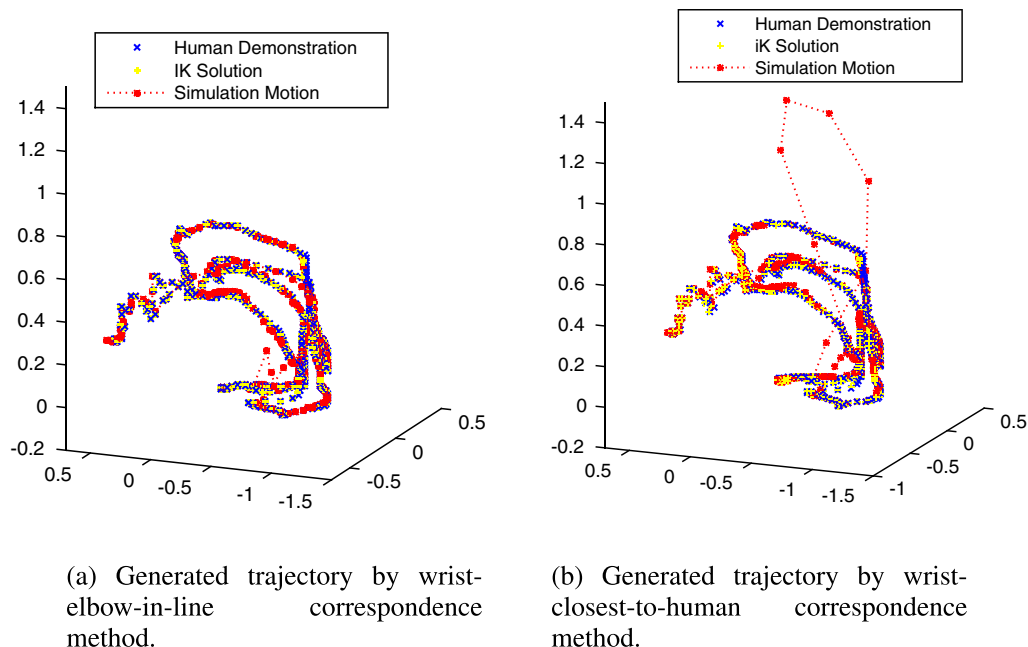 Human Demonstration
IK Solution
Simulation Motion
1.4
1.2
1
0.8
0.6
0.4
0.2
0
-0.2
0.5
0
-0.5
-1
-1.5
-0.5
0
0.5
Human Demonstration
iK Solution
Simulation Motion
1.4
1.2
1
0.8
0.6
0.4
0.2
0
-0.2
0.5
0
-0.5
-1
-1.5
-1
-0.5
0
0.5
(a) Generated trajectory by wrist-
elbow-in-line correspondence
method.
(b) Generated trajectory by wrist-
closest-to-human correspondence
method.